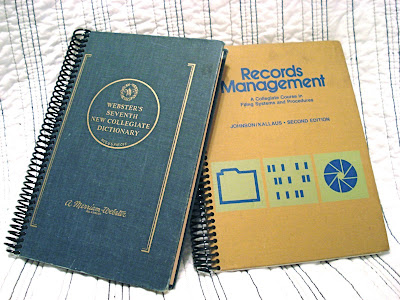 WEBSTER'S
SEVENTH
NEW COLLEGIATE
DICTIONARY
A Merriam-Webster
Records
Management
A Collegiate Course in
Filing Systems and Procedures
JOHNSON/KALLAUS • SECOND EDITION